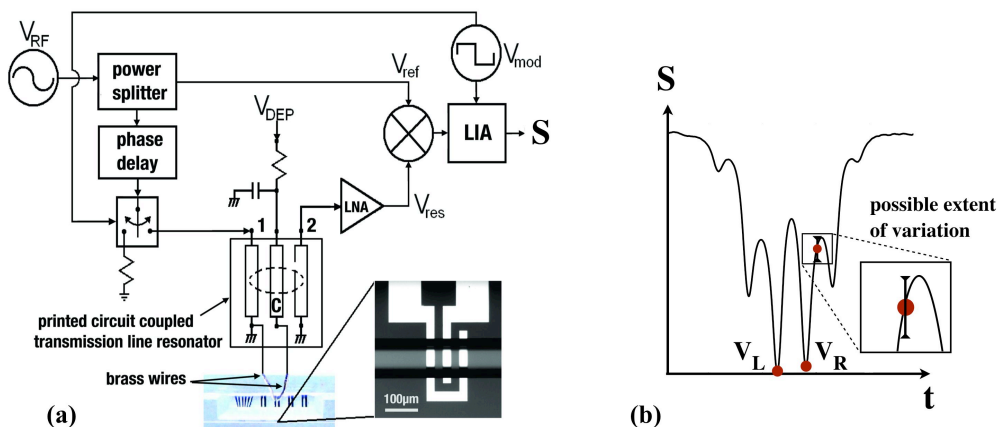 V_RF
power
splitter
V_ref
V_mod
V_DEP
phase
delay
LIA
S
LNA
V_res
1
2
C
printed circuit coupled
transmission line resonator
brass wires
100µm
(a)
S
possible extent
of variation
V_L
V_R
t
(b)